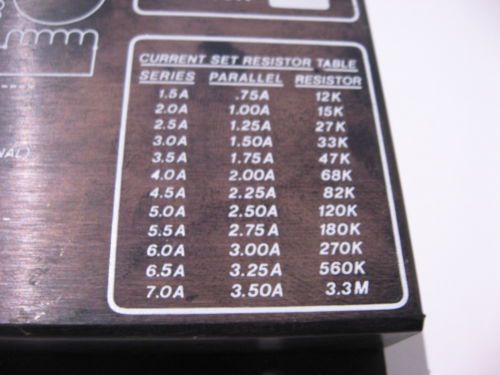 NAL)
CURRENT SET RESISTOR TABLE
SERIES PARALLEL RESISTOR
1.5A .75A 12K
2.0A 1.00A 15K
2.5A 1.25A 27K
3.0A 1.50A 33K
3.5A 1.75A 47K
4.0A 2.00A 68K
4.5A 2.25A 82K
5.0A 2.50A 120K
5.5A 2.75A 180K
6.0A 3.00A 270K
6.5A 3.25A 560K
7.0A 3.50A 3.3M